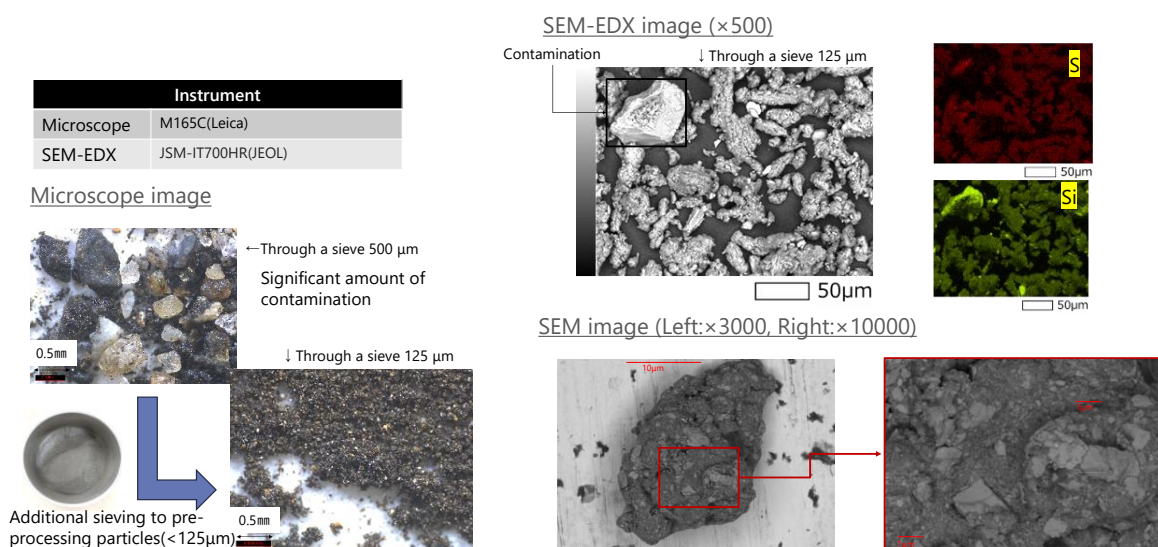 SEM-EDX image (×500)
Contamination
↓Through a sieve 125 μm
S
50μm
Si
50μm
50μm
Instrument
Microscope M165C(Leica)
SEM-EDX JSM-IT700HR(JEOL)
Microscope image
←Through a sieve 500 μm
Significant amount of
contamination
0.5mm
↓Through a sieve 125 μm
0.5mm
Additional sieving to pre-
processing particles(<125μm)
SEM image (Left:×3000, Right:×10000)
10μm